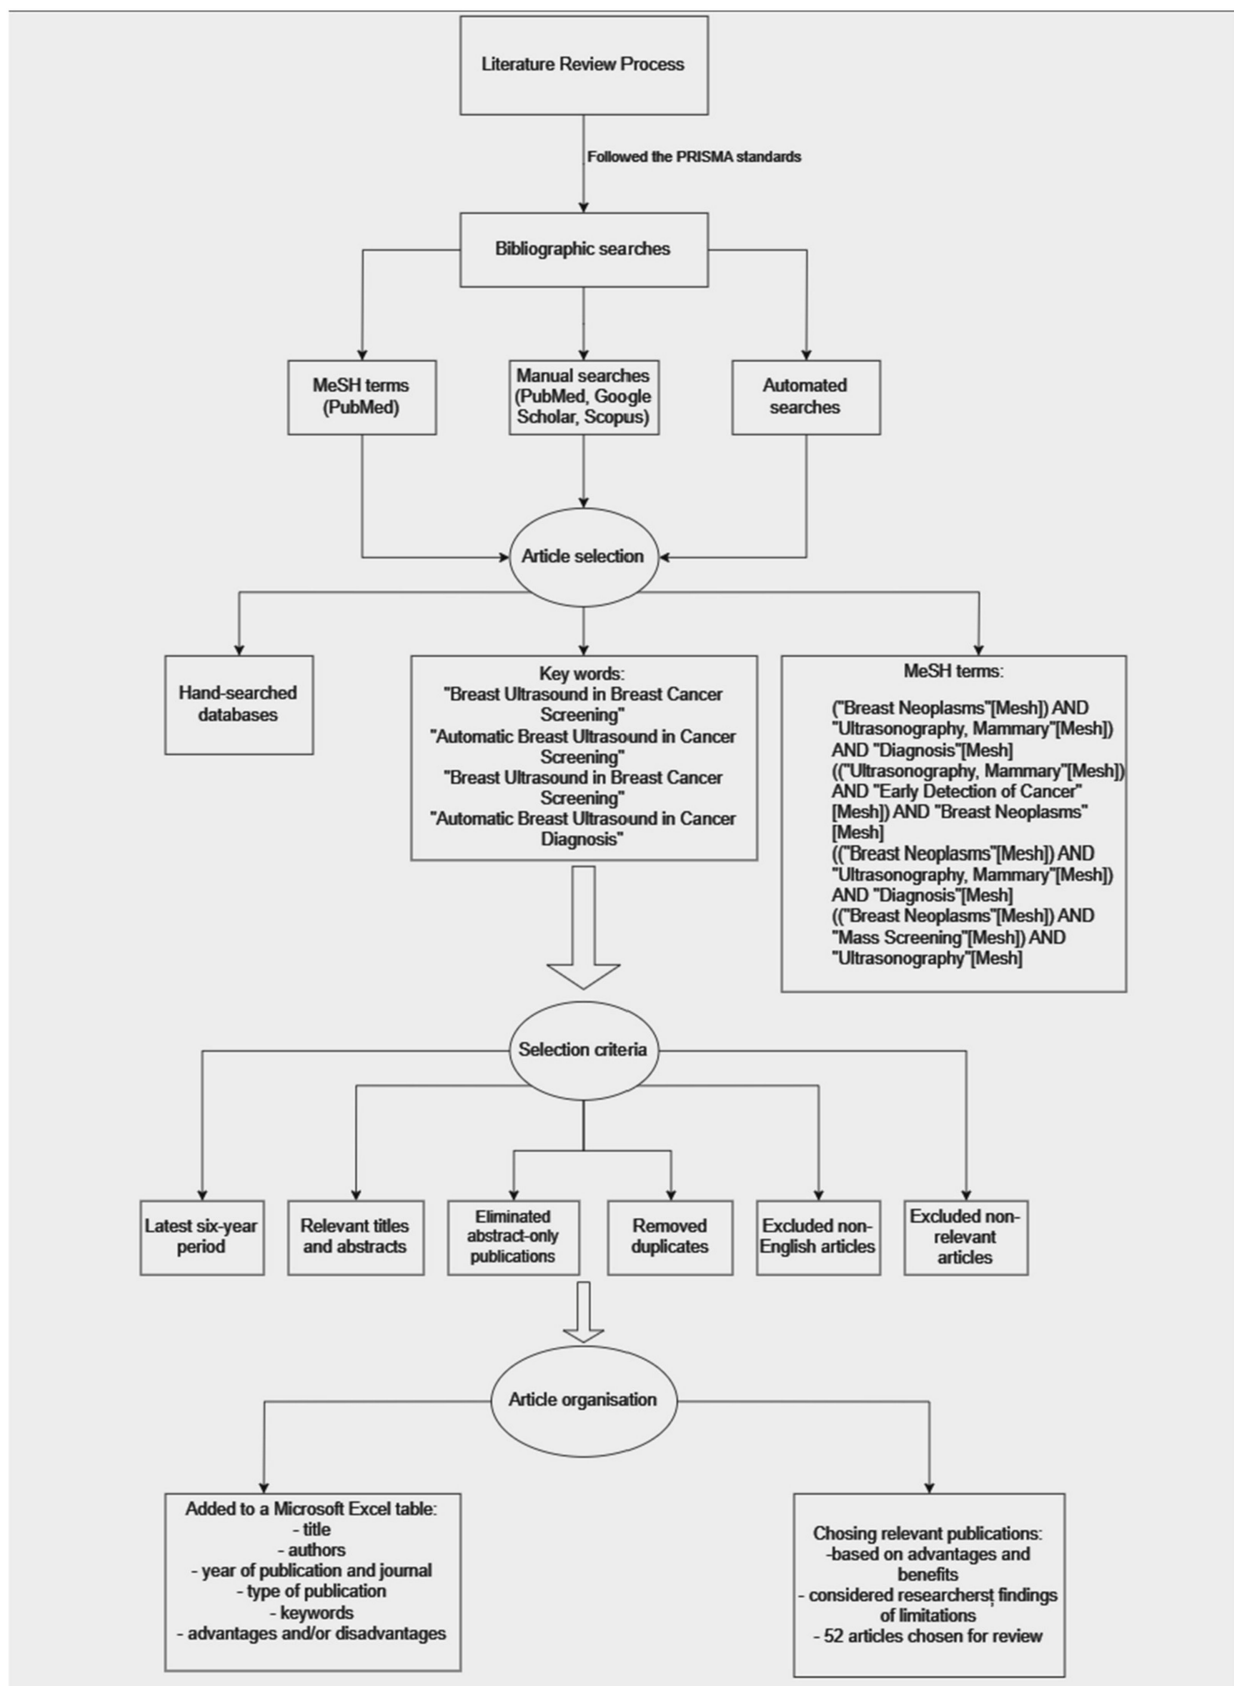 Literature Review Process
Followed the PRISMA standards
Bibliographic searches
MeSH terms
(PubMed)
Manual searches
(PubMed, Google
Scholar, Scopus)
Automated
searches
Article selection
Hand-searched
databases
Key words:
"Breast Ultrasound in Breast Cancer
Screening"
"Automatic Breast Ultrasound in Cancer
Screening"
"Breast Ultrasound in Breast Cancer
Screening"
"Automatic Breast Ultrasound in Cancer
Diagnosis"
MeSH terms:
("Breast Neoplasms"[Mesh]) AND
"Ultrasonography, Mammary"[Mesh])
AND "Diagnosis"[Mesh]
(("Ultrasonography, Mammary"[Mesh])
AND "Early Detection of Cancer"
[Mesh]) AND "Breast Neoplasms"
[Mesh]
(("Breast Neoplasms"[Mesh]) AND
"Ultrasonography, Mammary"[Mesh])
AND "Diagnosis"[Mesh]
(("Breast Neoplasms"[Mesh]) AND
"Mass Screening"[Mesh]) AND
"Ultrasonography"[Mesh]
Selection criteria
Latest six-year
period
Relevant titles
and abstracts
Eliminated
abstract-only
publications
Removed
duplicates
Excluded non-
English articles
Excluded non-
relevant
articles
Article organisation
Added to a Microsoft Excel table:
- title
- authors
- year of publication and journal
- type of publication
- keywords
- advantages and/or disadvantages
Chosing relevant publications:
-based on advantages and
benefits
- considered researchers' findings
of limitations
- 52 articles chosen for review